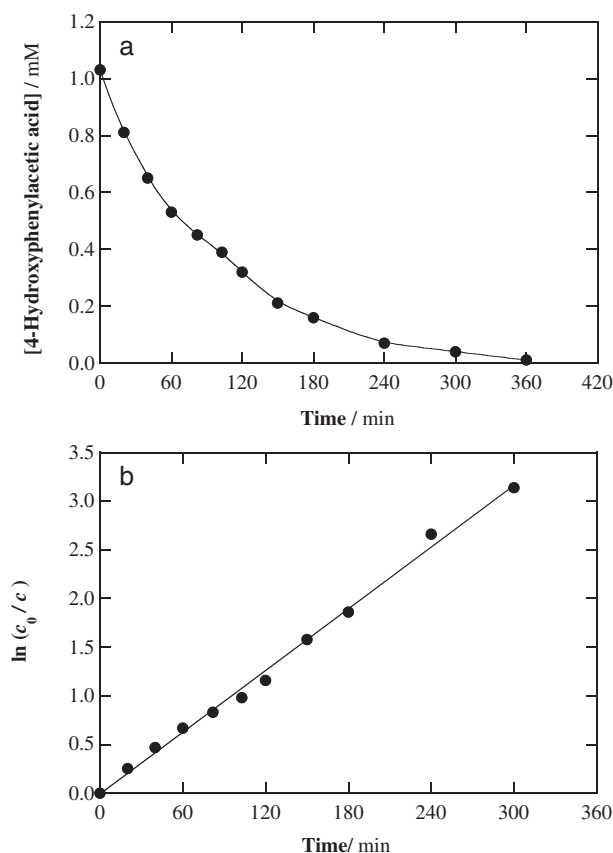 a
[4-Hydroxyphenylacetic acid] / mM
1.2
1.0
0.8
0.6
0.4
0.2
0.0
0 60 120 180 240 300 360 420
Time / min
b
ln (c0 / c)
3.5
3.0
2.5
2.0
1.5
1.0
0.5
0.0
0 60 120 180 240 300 360
Time/ min